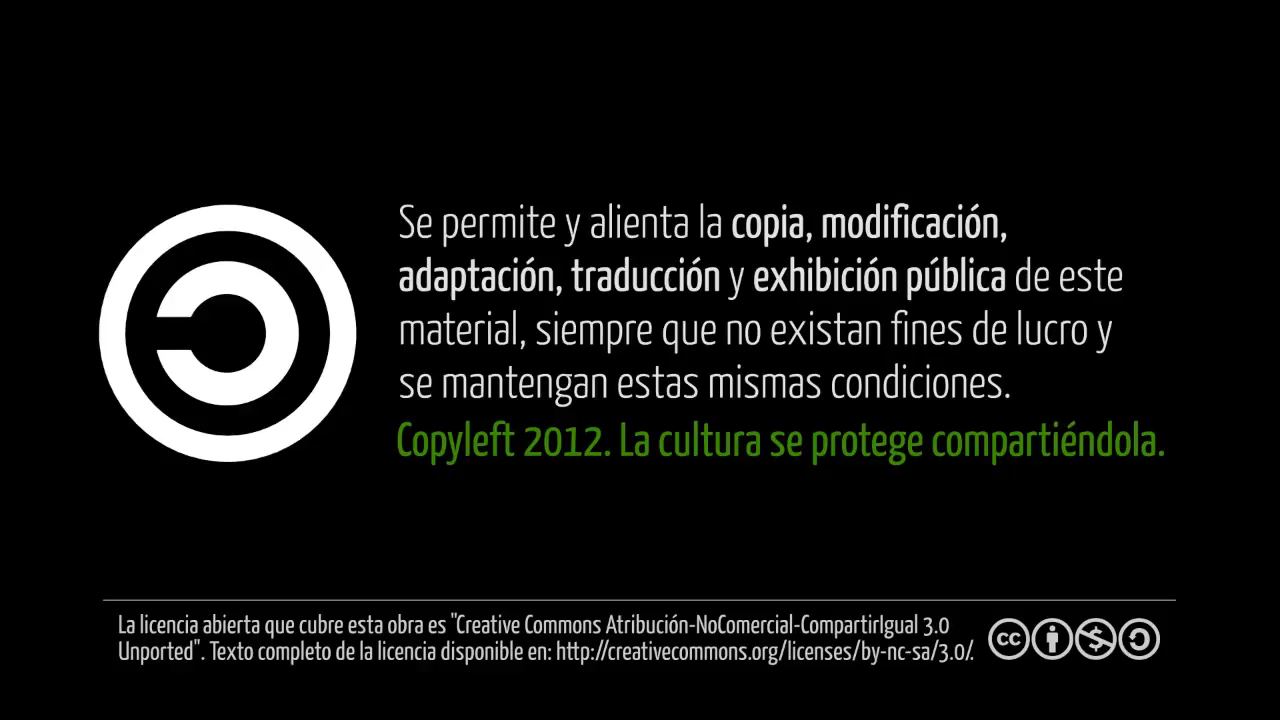 Se permite y alienta la copia, modificación,
adaptación, traducción y exhibición pública de este
material, siempre que no existan fines de lucro y
se mantengan estas mismas condiciones.
Copyleft 2012. La cultura se protege compartiéndola.
La licencia abierta que cubre esta obra es "Creative Commons Atribución-NoComercial-CompartirIgual 3.0
Unported". Texto completo de la licencia disponible en: http://creativecommons.org/licenses/by-nc-sa/3.0/.
cc